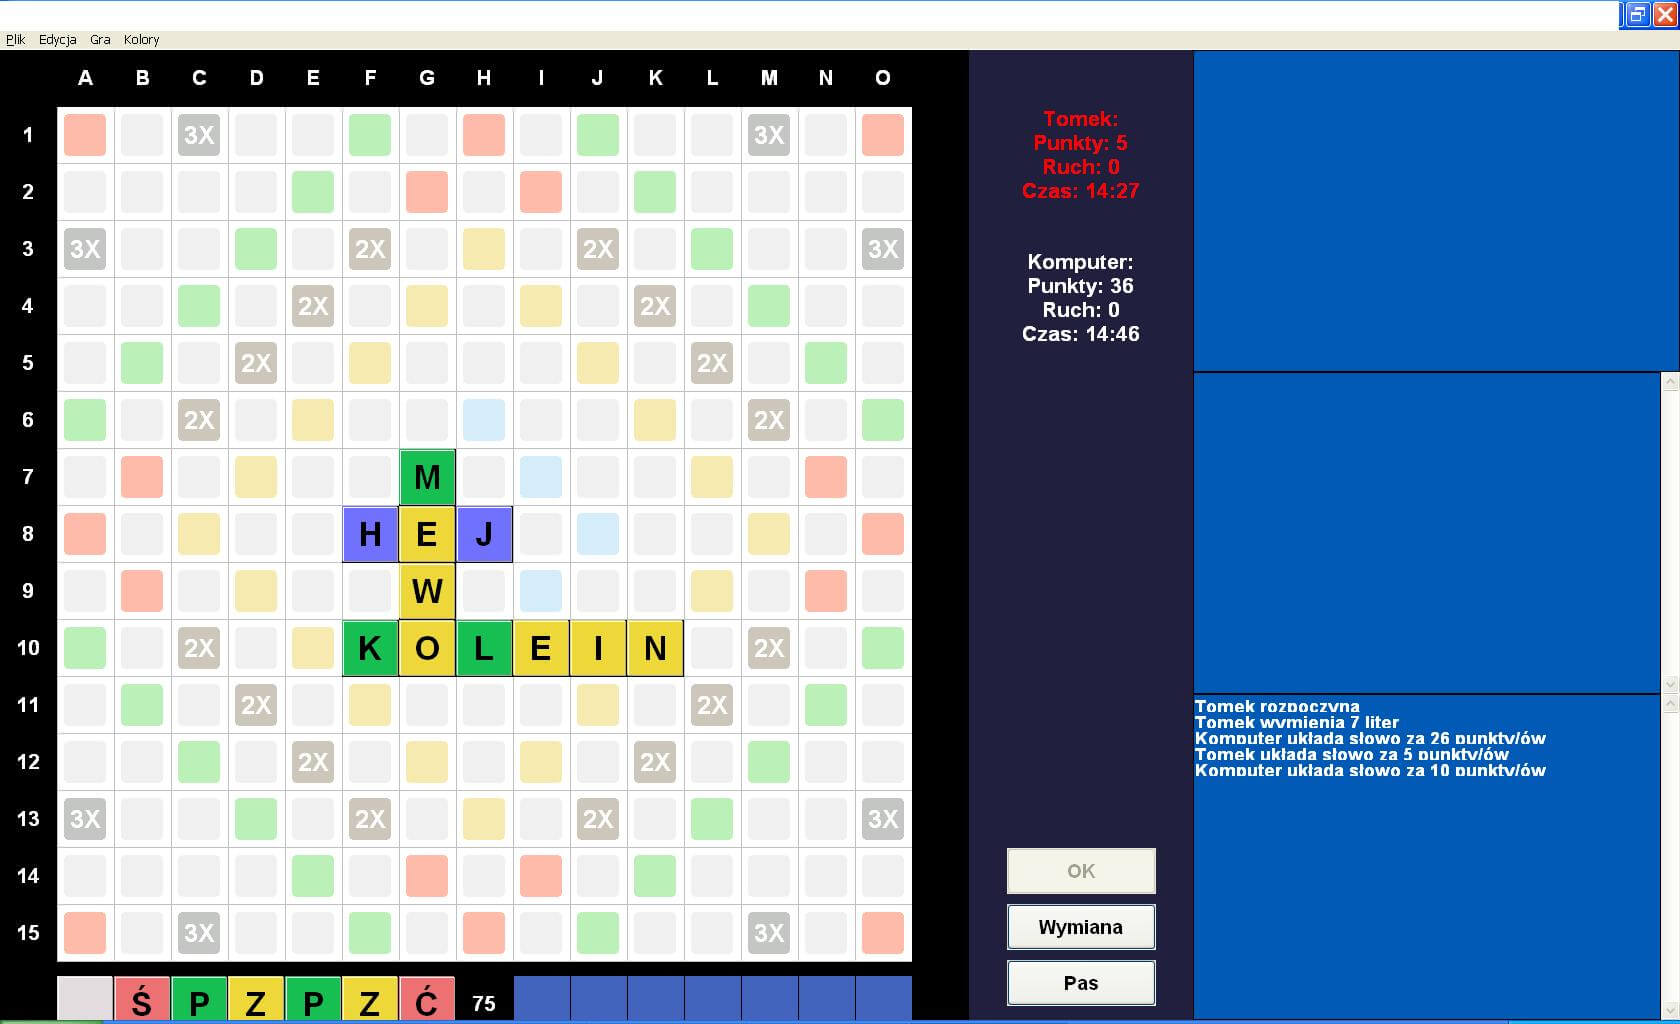 Plik Edycja Gra Kolory
A B C D E F G H I J K L M N O
1 3X 3X
2
3 3X 2X 2X 3X
4 2X 2X
5 2X 2X
6 2X 2X
7 M
8 H E J
9 W
10 2X K O L E I N 2X
11 2X 2X
12 2X 2X
13 3X 2X 2X 3X
14
15 3X 3X
Ś P Z P Z Ć 75
Tomek:
Punkty: 5
Ruch: 0
Czas: 14:27
Komputer:
Punkty: 36
Ruch: 0
Czas: 14:46
OK
Wymiana
Pas
Tomek rozpoczyna
Tomek wymienia 7 liter
Komputer układa słowo za 26 punkty/ów
Tomek układa słowo za 5 punkty/ów
Komputer układa słowo za 10 punkty/ów